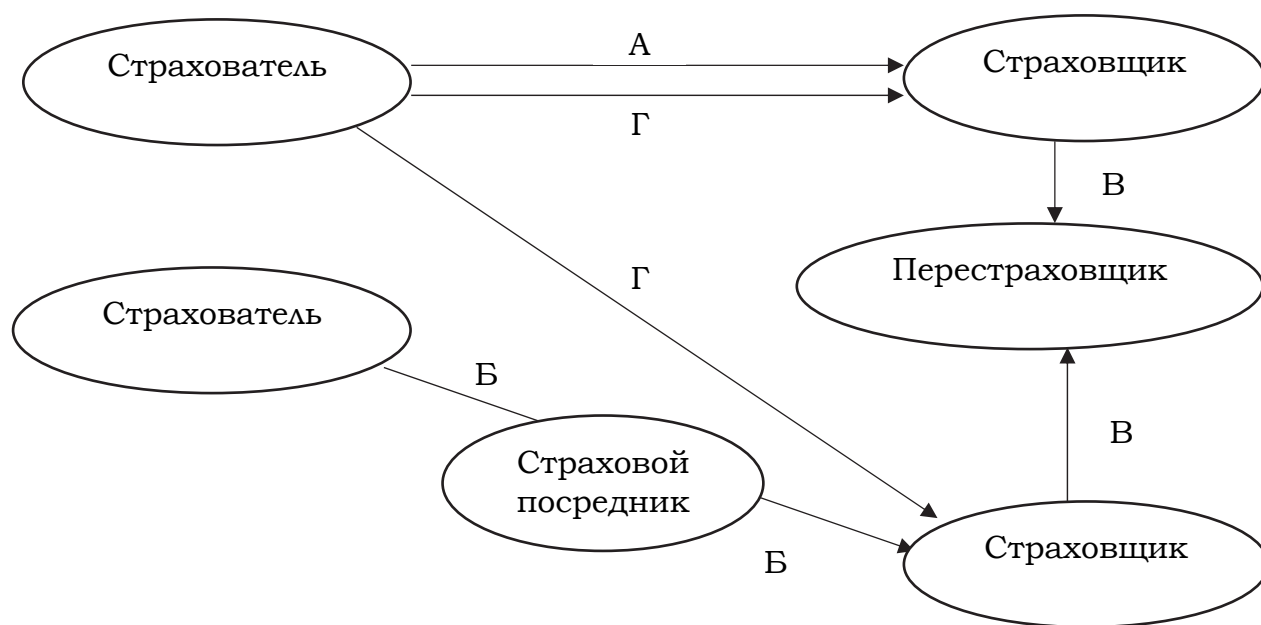 Страхователь
А
Страховщик
Г
В
Перестраховщик
Г
Страхователь
Б
В
Страховой
посредник
Страховщик
Б